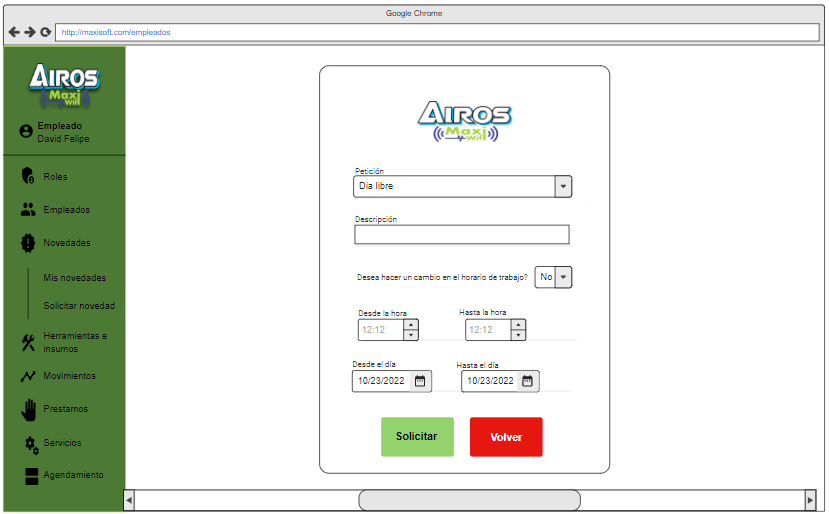 Google Chrome
http://maxisoft.com/empleados
AIROS
Maxi
Wifi
Empleado
David Felipe
Roles
Empleados
Novedades
Mis novedades
Solicitar novedad
Herramientas e
insumos
Movimientos
Prestamos
Servicios
Agendamiento
AIROS
Maxi
Wifi
Petición
Dia libre
Descripción
Desea hacer un cambio en el horario de trabajo? No
Desde la hora Hasta la hora
12:12 12:12
Desde el día Hasta el día
10/23/2022 10/23/2022
Solicitar Volver